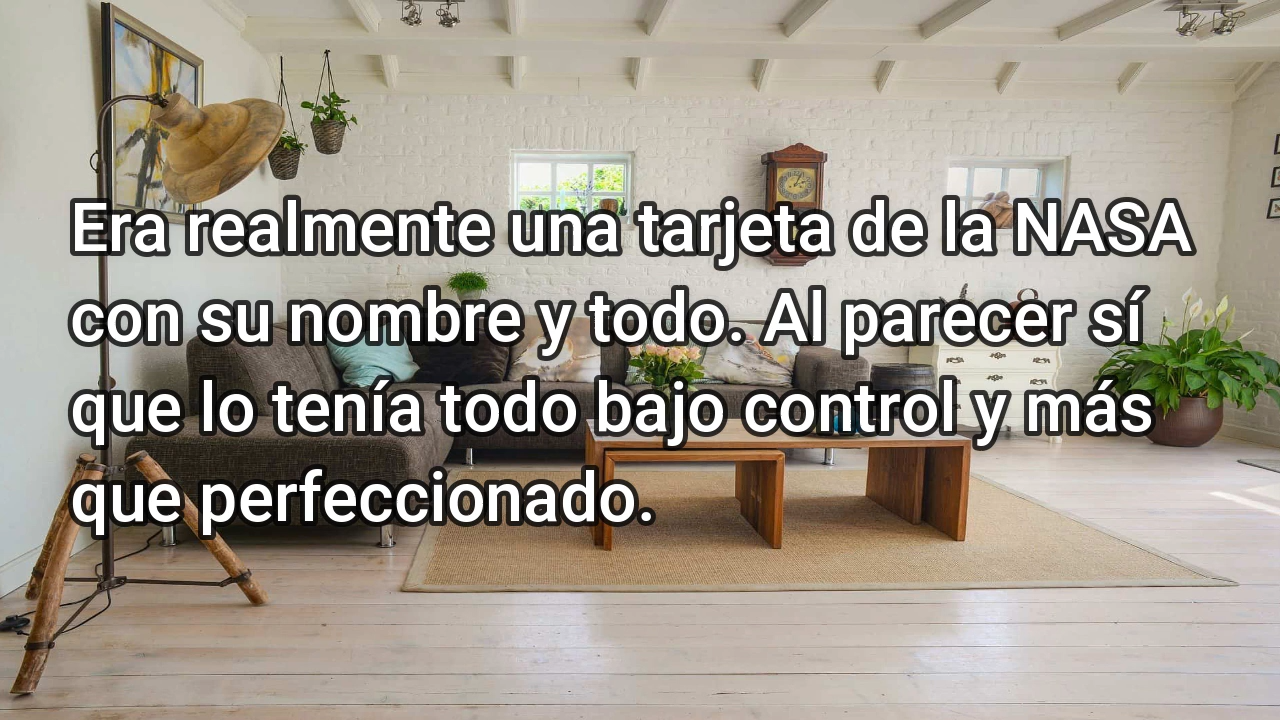 Era realmente una tarjeta de la NASA
con su nombre y todo. Al parecer sí
que lo tenía todo bajo control y más
que perfeccionado.